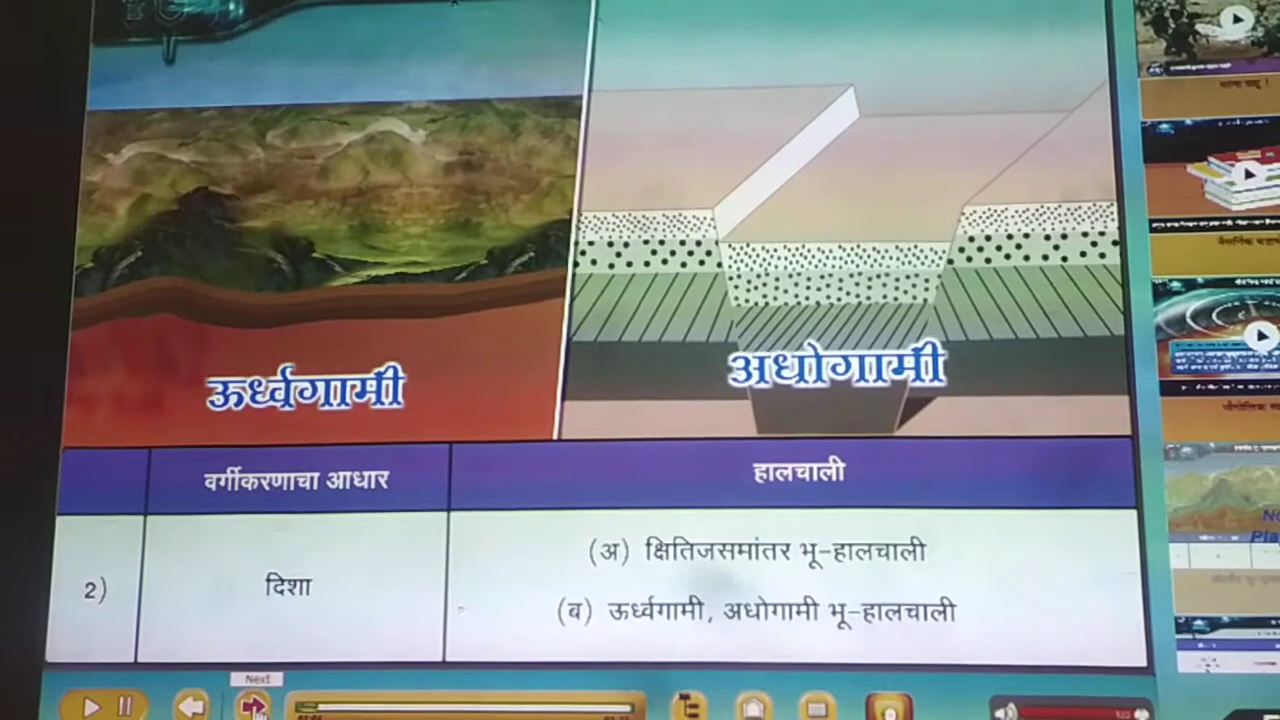 ऊर्ध्वगामी
अधोगामी
वर्गीकरणाचा आधार
हालचाली
2)
दिशा
(अ) क्षितिजसमांतर भू-हालचाली
(ब) ऊर्ध्वगामी, अधोगामी भू-हालचाली
Next